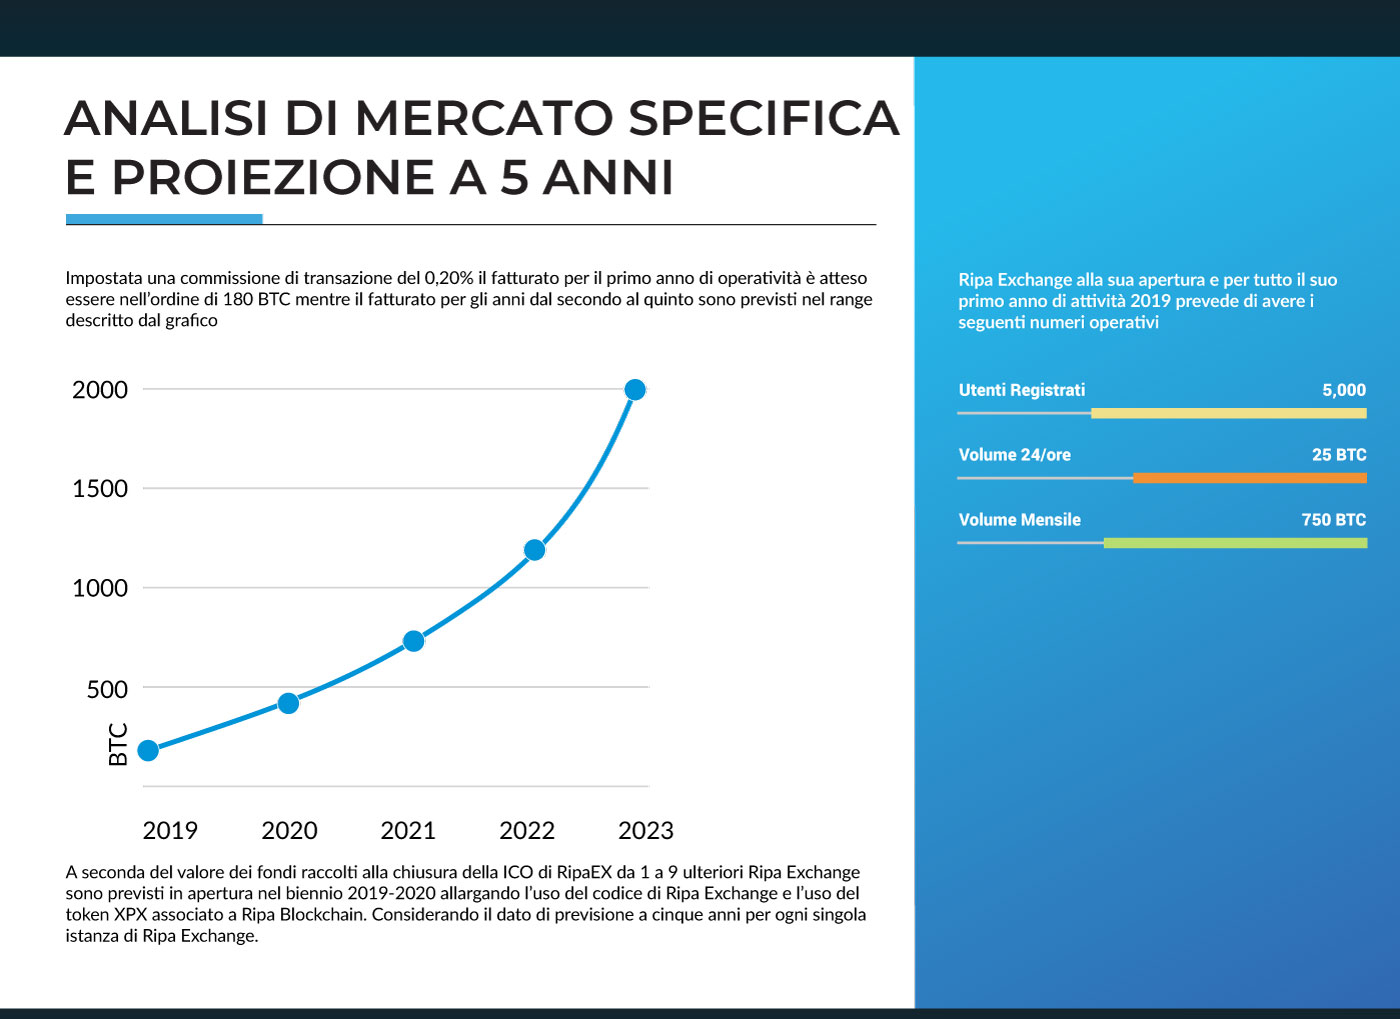 ANALISI DI MERCATO SPECIFICA
E PROIEZIONE A 5 ANNI
Impostata una commissione di transazione del 0,20% il fatturato per il primo anno di operatività è atteso
essere nell’ordine di 180 BTC mentre il fatturato per gli anni dal secondo al quinto sono previsti nel range
descritto dal grafico
2000
1500
1000
500
BTC
2019 2020 2021 2022 2023
A seconda del valore dei fondi raccolti alla chiusura della ICO di RipaEX da 1 a 9 ulteriori Ripa Exchange
sono previsti in apertura nel biennio 2019-2020 allargando l’uso del codice di Ripa Exchange e l’uso del
token XPX associato a Ripa Blockchain. Considerando il dato di previsione a cinque anni per ogni singola
istanza di Ripa Exchange.
Ripa Exchange alla sua apertura e per tutto il suo
primo anno di attività 2019 prevede di avere i
seguenti numeri operativi
Utenti Registrati 5,000
Volume 24/ore 25 BTC
Volume Mensile 750 BTC